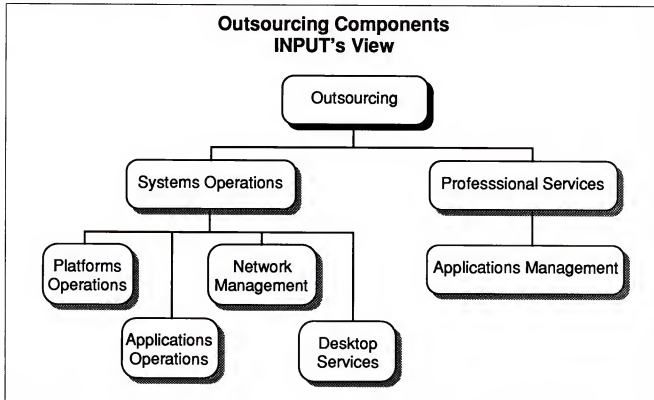 Outsourcing Components
INPUT's View
Outsourcing
Systems Operations
Professsional Services
Platforms
Operations
Network
Management
Applications Management
Applications
Operations
Desktop
Services